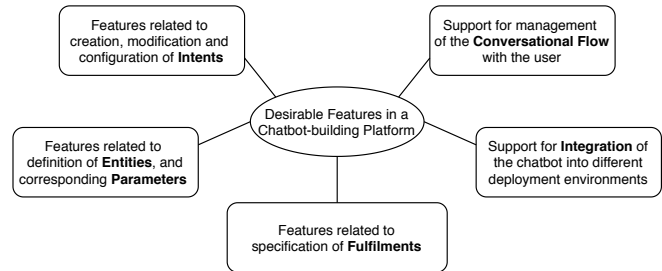 Features related to
creation, modification and
configuration of Intents
Support for management
of the Conversational Flow
with the user
Desirable Features in a
Chatbot-building Platform
Features related to
definition of Entities, and
corresponding Parameters
Support for Integration of
the chatbot into different
deployment environments
Features related to
specification of Fulfilments